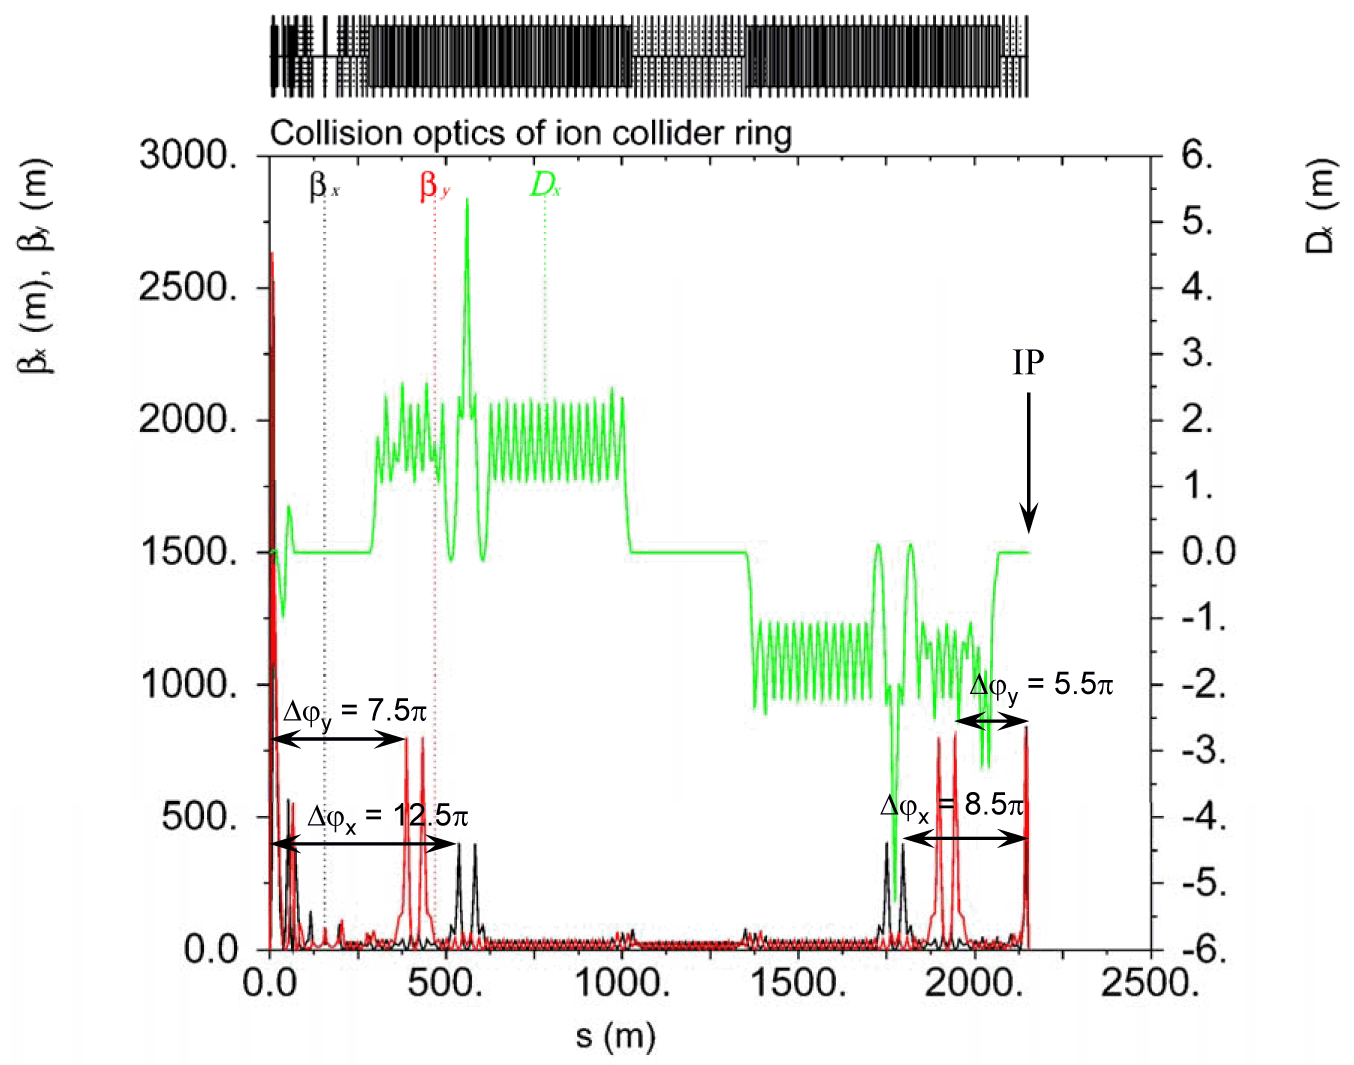 Collision optics of ion collider ring
βx (m), βy (m)
Dx (m)
3000.
2500.
2000.
1500.
1000.
500.
0.0
6.
5.
4.
3.
2.
1.
0.0
-1.
-2.
-3.
-4.
-5.
-6.
βx
βy
Dx
IP
Δφy = 7.5π
Δφx = 12.5π
Δφy = 5.5π
Δφx = 8.5π
0.0 500. 1000. 1500. 2000. 2500.
s (m)